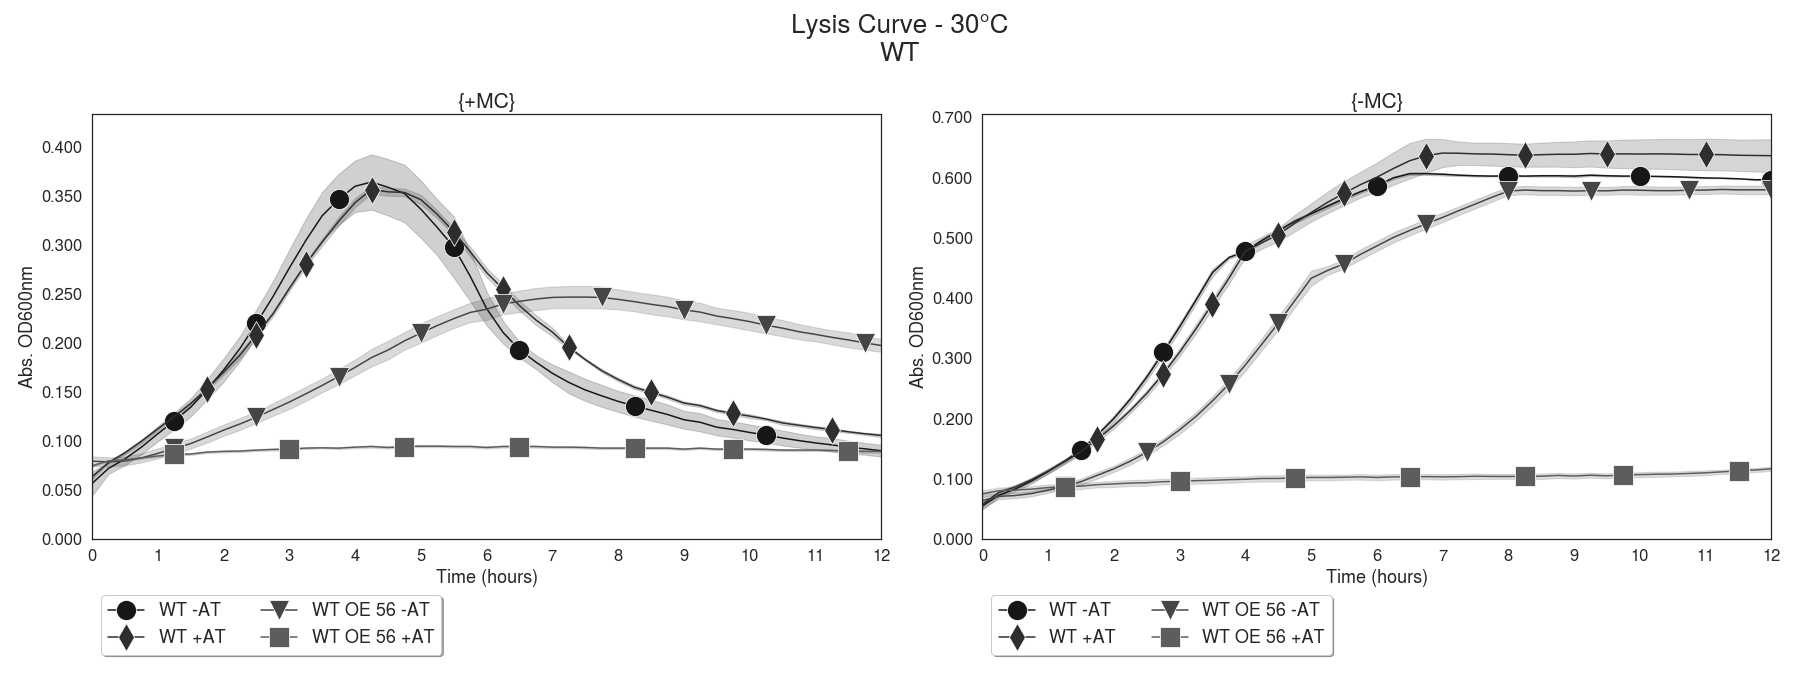 Lysis Curve - 30°C
WT
{+MC}
0.400
0.350
0.300
0.250
0.200
0.150
0.100
0.050
0.000
Abs. OD600nm
0 1 2 3 4 5 6 7 8 9 10 11 12
Time (hours)
WT -AT WT OE 56 -AT
WT +AT WT OE 56 +AT
{-MC}
0.700
0.600
0.500
0.400
0.300
0.200
0.100
0.000
Abs. OD600nm
0 1 2 3 4 5 6 7 8 9 10 11 12
Time (hours)
WT -AT WT OE 56 -AT
WT +AT WT OE 56 +AT